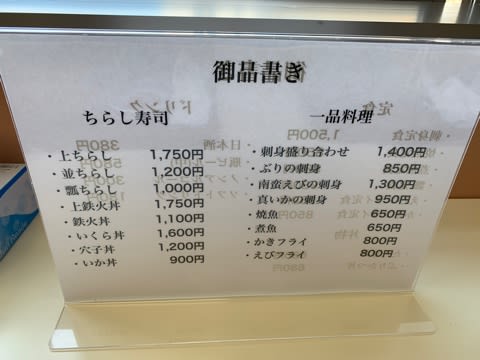 御品書き
ちらし寿司
・上ちらし 1,750円
・並ちらし 1,200円
・瓢ちらし 1,000円
・上鉄火丼 1,750円
・鉄火丼 1,100円
・いくら丼 1,600円
・穴子丼 1,200円
・いか丼 900円
一品料理
・刺身盛り合わせ 1,400円
・ぶりの刺身 850円
・南蛮えびの刺身 1,300円
・真いかの刺身 950円
・焼魚 650円
・煮魚 650円
・かきフライ 800円
・えびフライ 800円